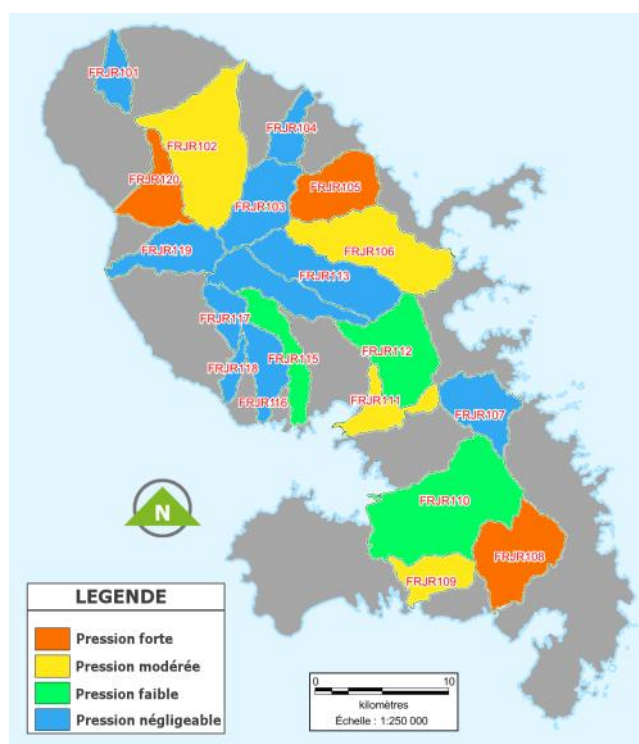 FRJR101
FRJR104
FRJR102
FRJR120
FRJR105
FRJR103
FRJR119
FRJR106
FRJR113
FRJR117
FRJR115
FRJR112
FRJR118
FRJR116
FRJR111
FRJR107
FRJR110
FRJR108
FRJR109
N
LEGENDE
Pression forte
Pression modérée
Pression faible
Pression négligeable
0 10
kilomètres
Échelle : 1:250 000